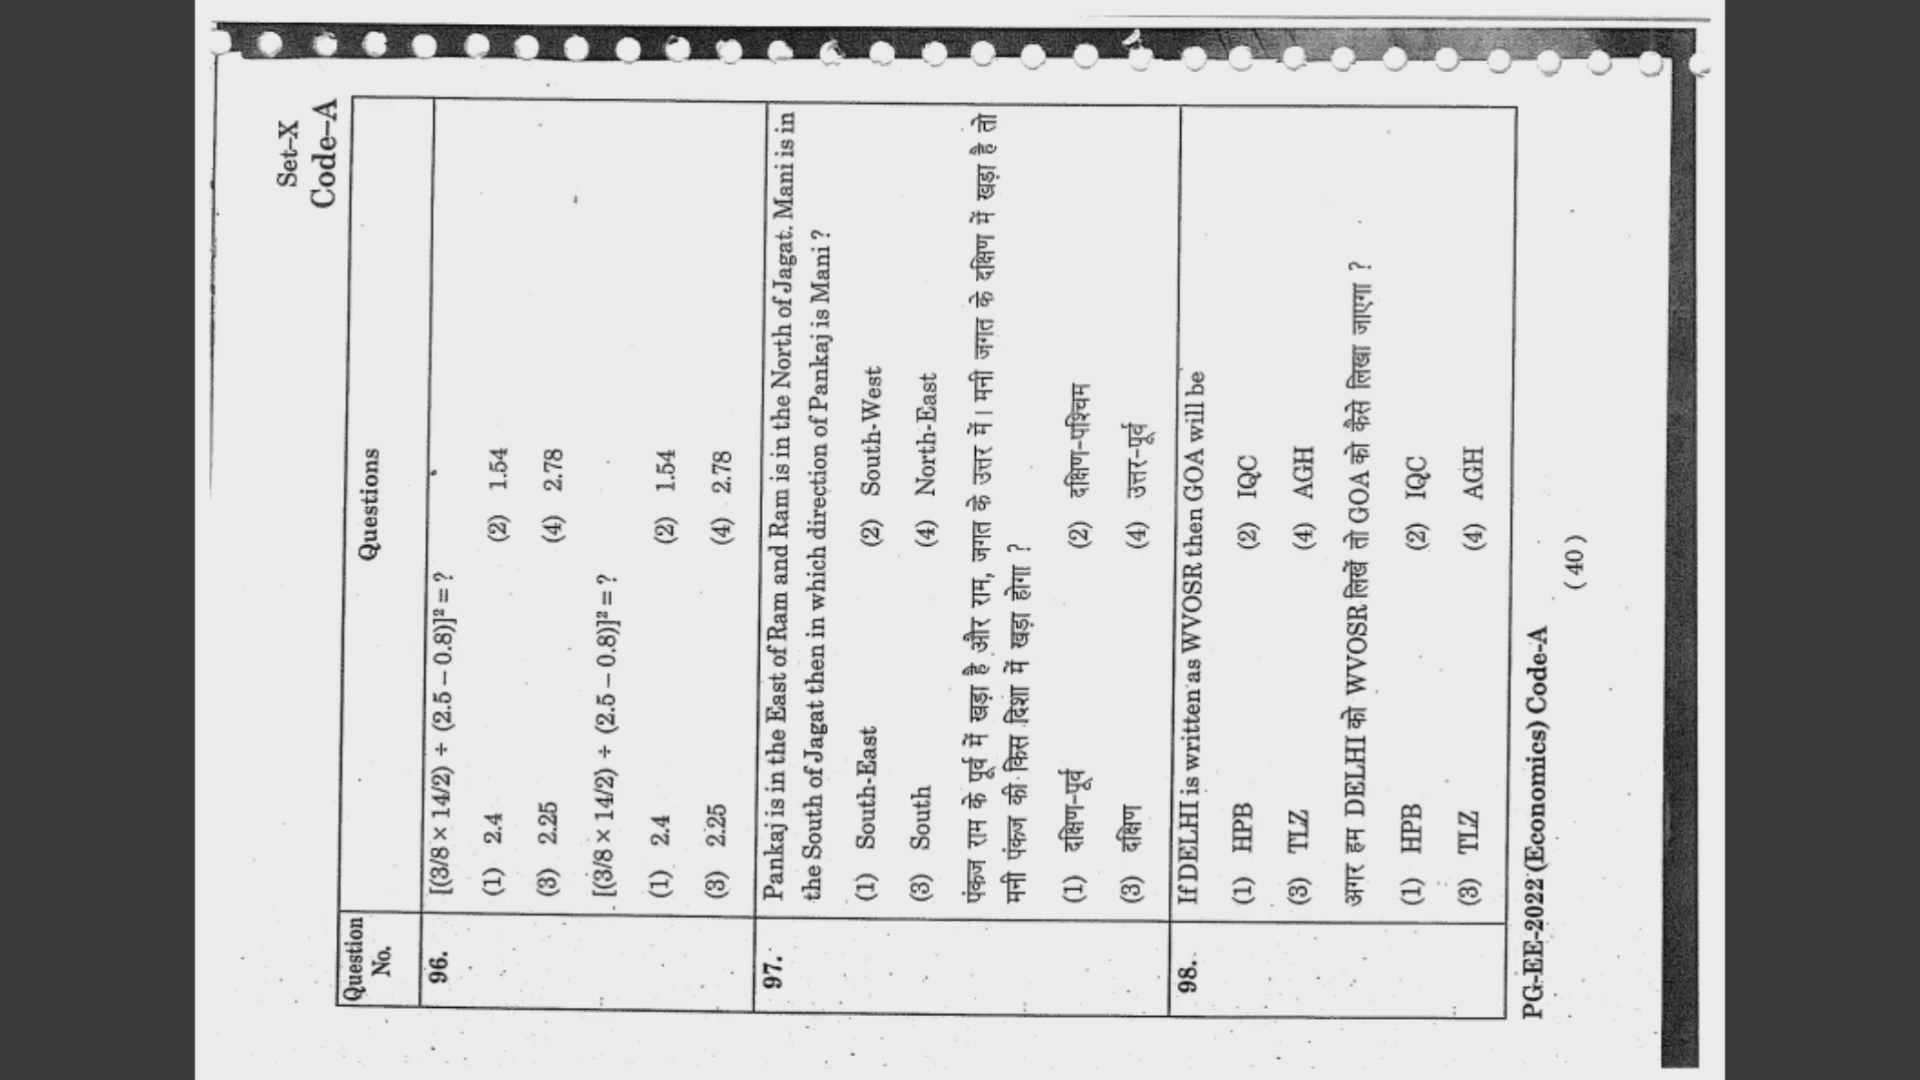 Set–X
Code–A
Question No.
Questions
96.
[(3/8 × 14/2) ÷ (2.5 – 0.8)]² = ?
(1) 2.4 (2) 1.54
(3) 2.25 (4) 2.78
[(3/8 × 14/2) ÷ (2.5 – 0.8)]² = ?
(1) 2.4 (2) 1.54
(3) 2.25 (4) 2.78
97.
Pankaj is in the East of Ram and Ram is in the North of Jagat. Mani is in
the South of Jagat then in which direction of Pankaj is Mani ?
(1) South-East (2) South-West
(3) South (4) North-East
पंकज राम के पूर्व में खड़ा है और राम, जगत के उत्तर में। मनी जगत के दक्षिण में खड़ा है तो
मनी पंकज की किस दिशा में खड़ा होगा ?
(1) दक्षिण-पूर्व (2) दक्षिण-पश्चिम
(3) दक्षिण (4) उत्तर-पूर्व
98.
If DELHI is written as WVOSR then GOA will be
(1) HPB (2) IQC
(3) TLZ (4) AGH
अगर हम DELHI को WVOSR लिखें तो GOA को कैसे लिखा जाएगा ?
(1) HPB (2) IQC
(3) TLZ (4) AGH
PG-EE-2022 (Economics) Code-A
( 40 )